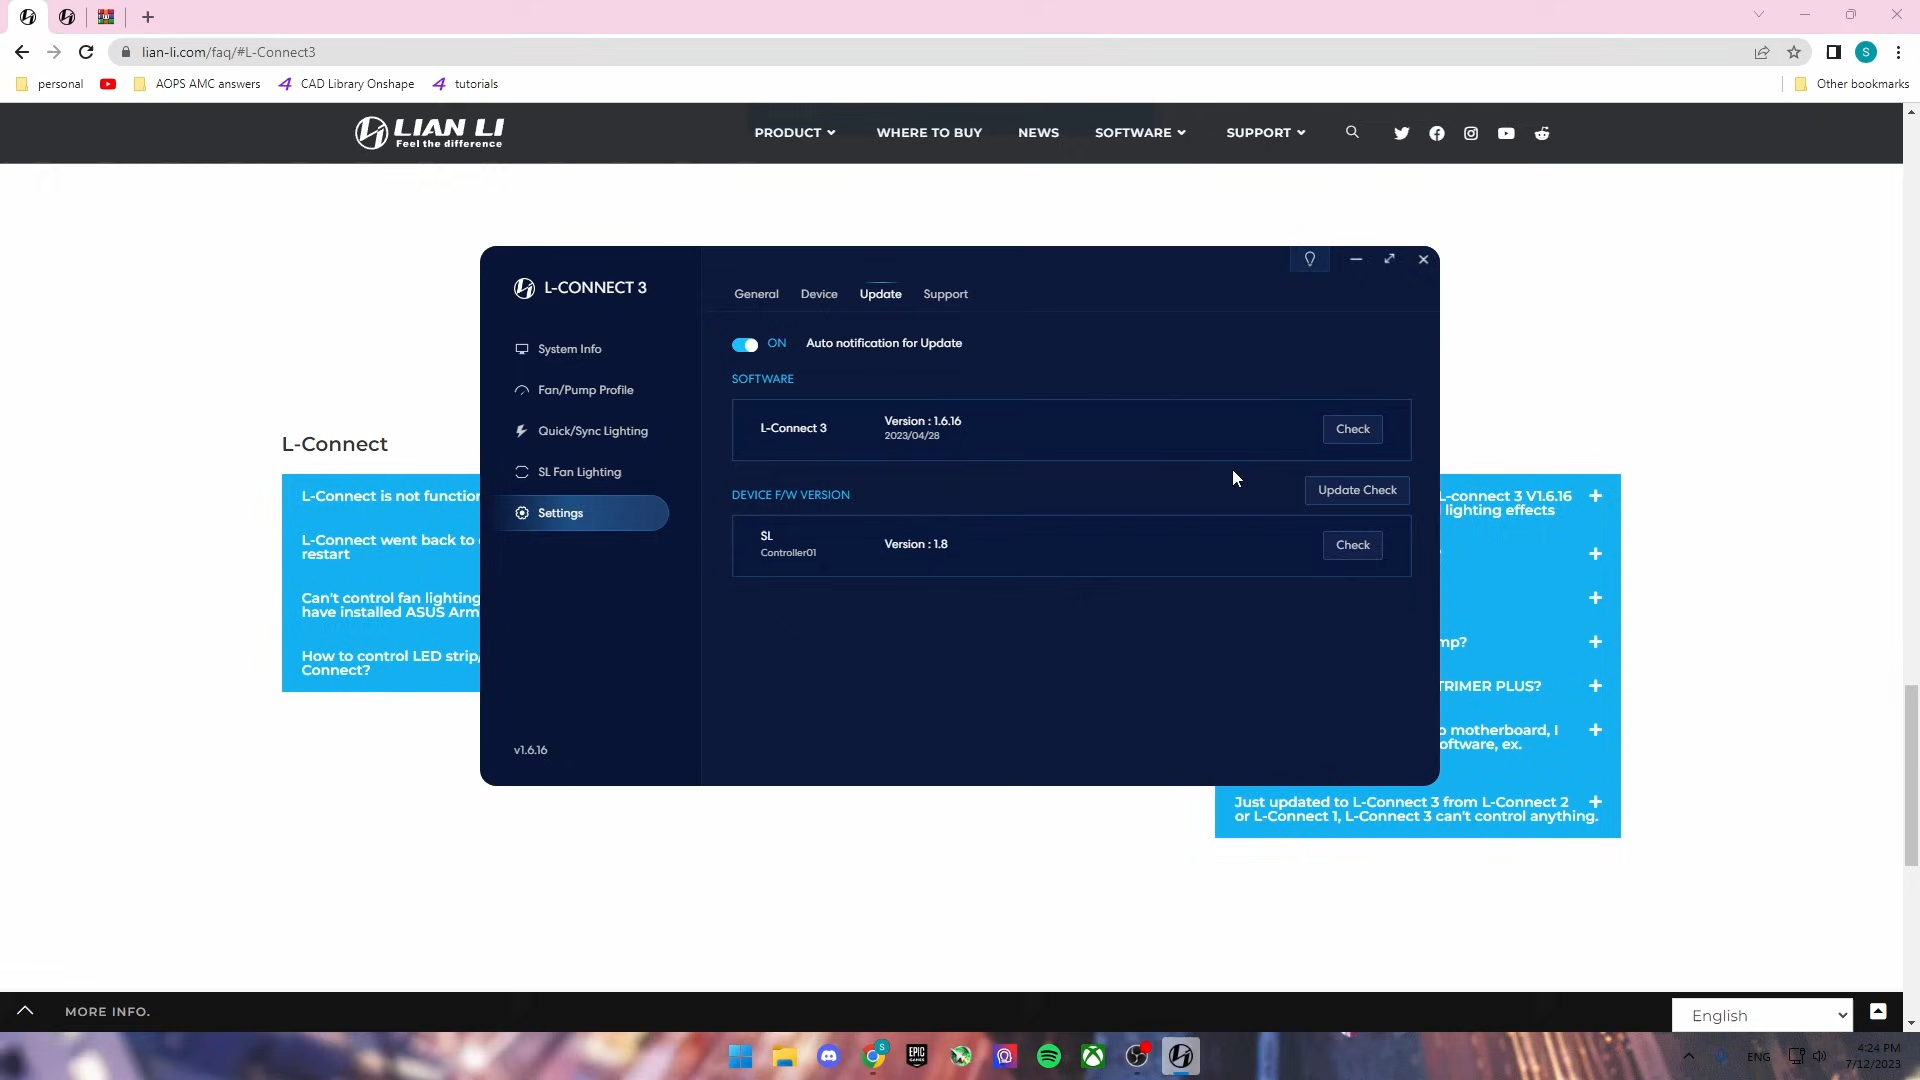 lian-li.com/faq/#L-Connect3
S
personal
AOPS AMC answers
CAD Library Onshape
tutorials
Other bookmarks
LIAN LI
Feel the difference
PRODUCT
WHERE TO BUY
NEWS
SOFTWARE
SUPPORT
L-CONNECT 3
General
Device
Update
Support
System Info
Fan/Pump Profile
Quick/Sync Lighting
SL Fan Lighting
Settings
v1.6.16
ON
Auto notification for Update
SOFTWARE
L-Connect 3
Version : 1.6.16
2023/04/28
Check
DEVICE F/W VERSION
Update Check
SL
Controller01
Version : 1.8
Check
L-Connect
L-Connect is not function
L-Connect went back to
restart
Can't control fan lighting
have installed ASUS Arm
How to control LED strip/
Connect?
L-connect 3 V1.6.16
lighting effects
mp?
TRIMER PLUS?
o motherboard, I
oftware, ex.
Just updated to L-Connect 3 from L-Connect 2
or L-Connect 1, L-Connect 3 can't control anything.
MORE INFO.
English
S
EPIC
GAMES
ENG
4:24 PM
7/12/2023